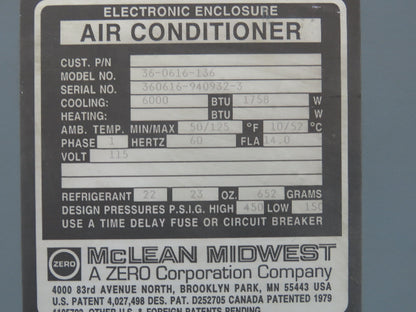 ELECTRONIC ENCLOSURE
AIR CONDITIONER
CUST. P/N
MODEL NO. 36-0616-136
SERIAL NO. 360616-940932-3
COOLING: 6000 BTU 1758 W
HEATING: BTU W
AMB. TEMP. MIN/MAX 50/125 °F 10/52 °C
PHASE 1 HERTZ 60 FLA 14.0
VOLT 115
REFRIGERANT 22 23 OZ. 652 GRAMS
DESIGN PRESSURES P.S.I.G. HIGH 450 LOW 150
USE A TIME DELAY FUSE OR CIRCUIT BREAKER
ZERO McLEAN MIDWEST
A ZERO Corporation Company
4000 83rd AVENUE NORTH, BROOKLYN PARK, MN 55443 USA
U.S. PATENT 4,027,498 DES. PAT. D252705 CANADA PATENTED 1979
1105709 OTHER U.S. & FOREIGN PATENTS PENDING